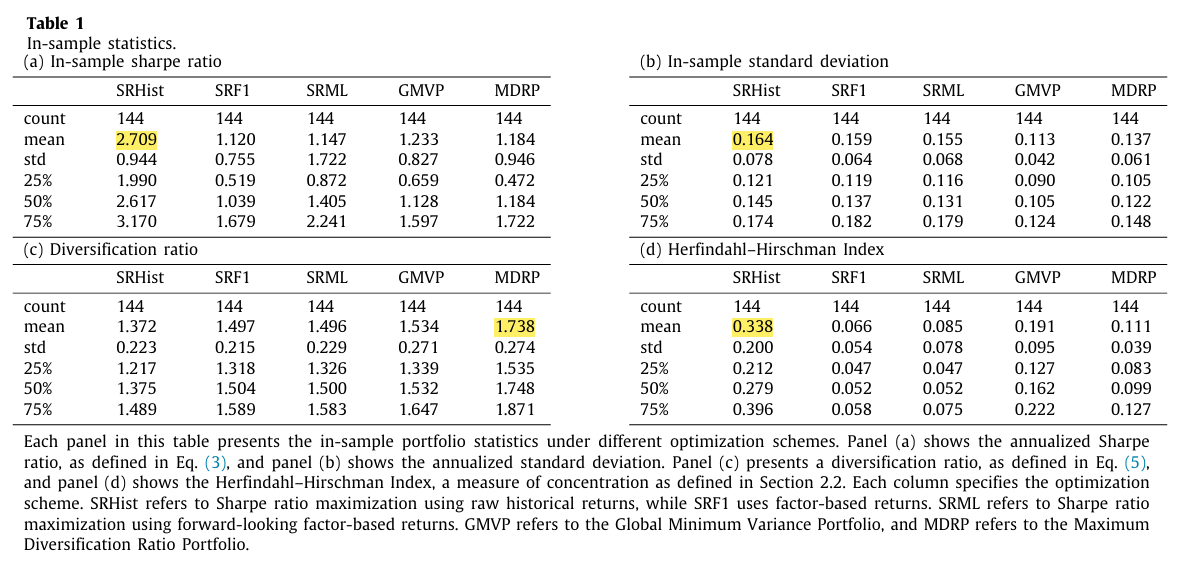 Table 1
In-sample statistics.
(a) In-sample sharpe ratio
SRHist SRF1 SRML GMVP MDRP
count 144 144 144 144 144
mean 2.709 1.120 1.147 1.233 1.184
std 0.944 0.755 1.722 0.827 0.946
25% 1.990 0.519 0.872 0.659 0.472
50% 2.617 1.039 1.405 1.128 1.184
75% 3.170 1.679 2.241 1.597 1.722
(b) In-sample standard deviation
SRHist SRF1 SRML GMVP MDRP
count 144 144 144 144 144
mean 0.164 0.159 0.155 0.113 0.137
std 0.078 0.064 0.068 0.042 0.061
25% 0.121 0.119 0.116 0.090 0.105
50% 0.145 0.137 0.131 0.105 0.122
75% 0.174 0.182 0.179 0.124 0.148
(c) Diversification ratio
SRHist SRF1 SRML GMVP MDRP
count 144 144 144 144 144
mean 1.372 1.497 1.496 1.534 1.738
std 0.223 0.215 0.229 0.271 0.274
25% 1.217 1.318 1.326 1.339 1.535
50% 1.375 1.504 1.500 1.532 1.748
75% 1.489 1.589 1.583 1.647 1.871
(d) Herfindahl–Hirschman Index
SRHist SRF1 SRML GMVP MDRP
count 144 144 144 144 144
mean 0.338 0.066 0.085 0.191 0.111
std 0.200 0.054 0.078 0.095 0.039
25% 0.212 0.047 0.047 0.127 0.083
50% 0.279 0.052 0.052 0.162 0.099
75% 0.396 0.058 0.075 0.222 0.127
Each panel in this table presents the in-sample portfolio statistics under different optimization schemes. Panel (a) shows the annualized Sharpe
ratio, as defined in Eq. (3), and panel (b) shows the annualized standard deviation. Panel (c) presents a diversification ratio, as defined in Eq. (5),
and panel (d) shows the Herfindahl–Hirschman Index, a measure of concentration as defined in Section 2.2. Each column specifies the optimization
scheme. SRHist refers to Sharpe ratio maximization using raw historical returns, while SRF1 uses factor-based returns. SRML refers to Sharpe ratio
maximization using forward-looking factor-based returns. GMVP refers to the Global Minimum Variance Portfolio, and MDRP refers to the Maximum
Diversification Ratio Portfolio.